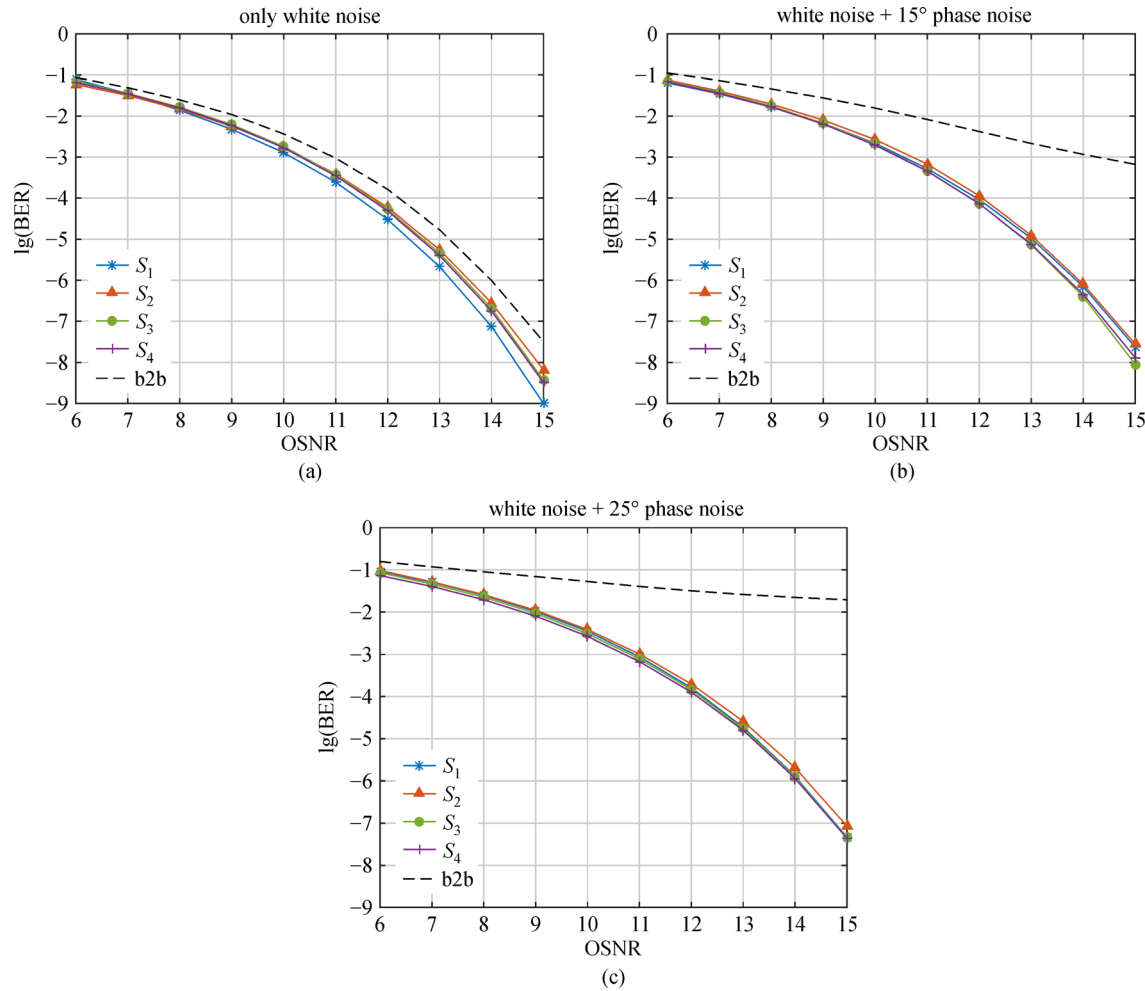 only white noise
0
−1
−2
−3
−4
−5
−6
−7
−8
−9
lg(BER)
S1
S2
S3
S4
b2b
6 7 8 9 10 11 12 13 14 15
OSNR
(a)
white noise + 15° phase noise
0
−1
−2
−3
−4
−5
−6
−7
−8
−9
lg(BER)
S1
S2
S3
S4
b2b
6 7 8 9 10 11 12 13 14 15
OSNR
(b)
white noise + 25° phase noise
0
−1
−2
−3
−4
−5
−6
−7
−8
−9
lg(BER)
S1
S2
S3
S4
b2b
6 7 8 9 10 11 12 13 14 15
OSNR
(c)